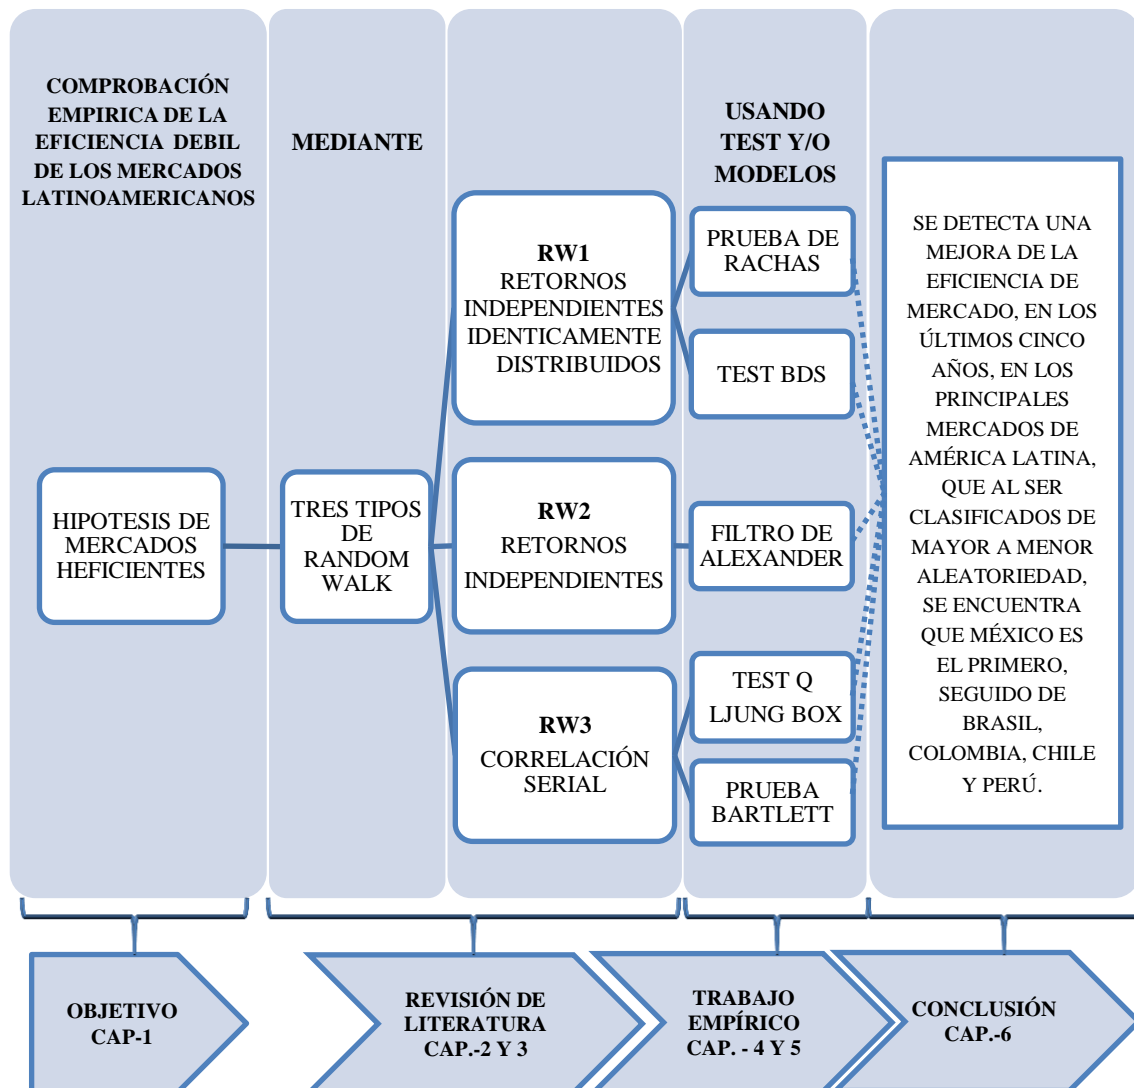 COMPROBACIÓN
EMPIRICA DE LA
EFICIENCIA DEBIL
DE LOS MERCADOS
LATINOAMERICANOS
HIPOTESIS DE
MERCADOS
HEFICIENTES
MEDIANTE
TRES TIPOS
DE
RANDOM
WALK
RW1
RETORNOS
INDEPENDIENTES
IDENTICAMENTE
DISTRIBUIDOS
RW2
RETORNOS
INDEPENDIENTES
RW3
CORRELACIÓN
SERIAL
USANDO
TEST Y/O
MODELOS
PRUEBA DE
RACHAS
TEST BDS
FILTRO DE
ALEXANDER
TEST Q
LJUNG BOX
PRUEBA
BARTLETT
SE DETECTA UNA
MEJORA DE LA
EFICIENCIA DE
MERCADO, EN LOS
ÚLTIMOS CINCO
AÑOS, EN LOS
PRINCIPALES
MERCADOS DE
AMÉRICA LATINA,
QUE AL SER
CLASIFICADOS DE
MAYOR A MENOR
ALEATORIEDAD,
SE ENCUENTRA
QUE MÉXICO ES
EL PRIMERO,
SEGUIDO DE
BRASIL,
COLOMBIA, CHILE
Y PERÚ.
OBJETIVO
CAP-1
REVISIÓN DE
LITERATURA
CAP.-2 Y 3
TRABAJO
EMPÍRICO
CAP. - 4 Y 5
CONCLUSIÓN
CAP.-6